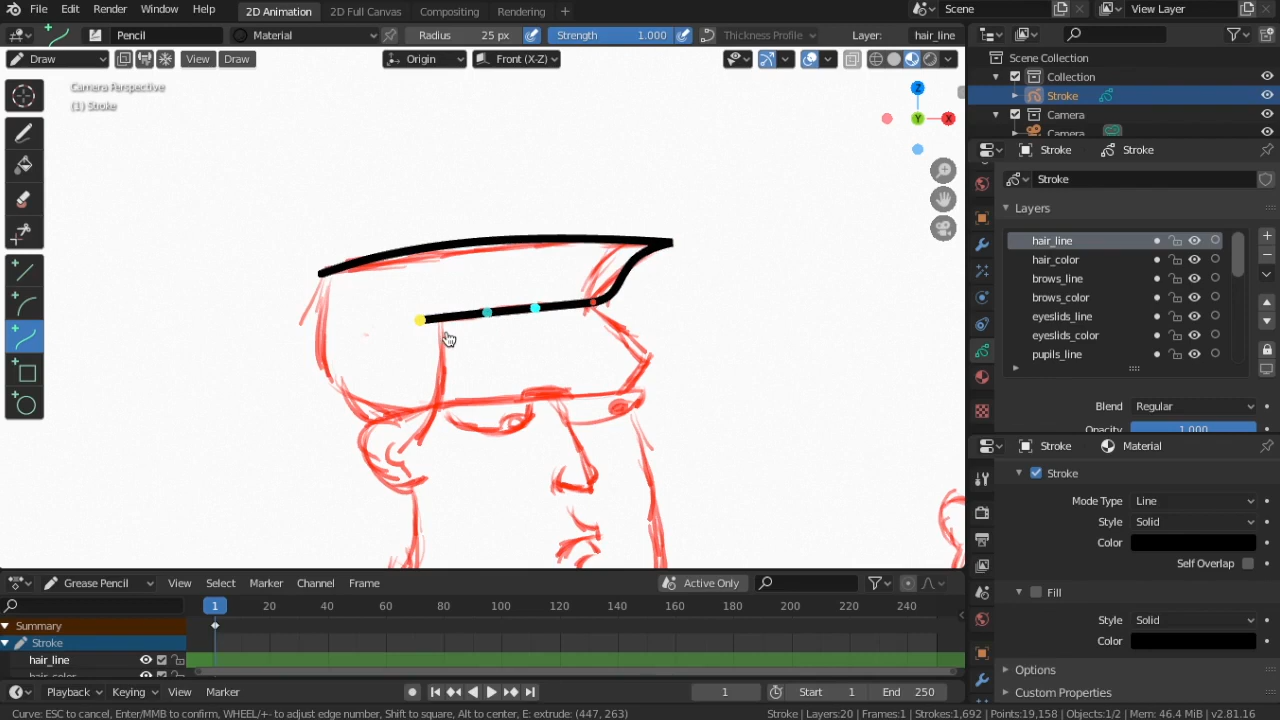 File Edit Render Window Help 2D Animation 2D Full Canvas Compositing Rendering + Scene View Layer
Pencil Material Radius 25 px Strength 1.000 Thickness Profile Layer: hair_line
Draw View Draw Origin Front (X-Z)
Camera Perspective
(1) Stroke
Z
Y
X
Scene Collection
Collection
Stroke
Camera
Camera
Stroke Stroke
Stroke
Layers
hair_line
hair_color
brows_line
brows_color
eyeslids_line
eyeslids_color
pupils_line
Blend Regular
Opacity 1.000
Stroke Material
Stroke
Mode Type Line
Style Solid
Color
Self Overlap
Fill
Style Solid
Color
Options
Custom Properties
Grease Pencil View Select Marker Channel Frame Active Only
1 20 40 60 80 100 120 140 160 180 200 220 240
Summary
Stroke
hair_line
hair_color
Playback Keying View Marker 1 Start 1 End 250
Curve: ESC to cancel, Enter/MMB to confirm, WHEEL/+- to adjust edge number, Shift to square, Alt to center, E: extrude: (447, 263) Stroke | Layers:20 | Frames:1 | Strokes:1,692 | Points:19,158 | Objects:1/2 | Mem: 46.4 MiB | v2.81.16